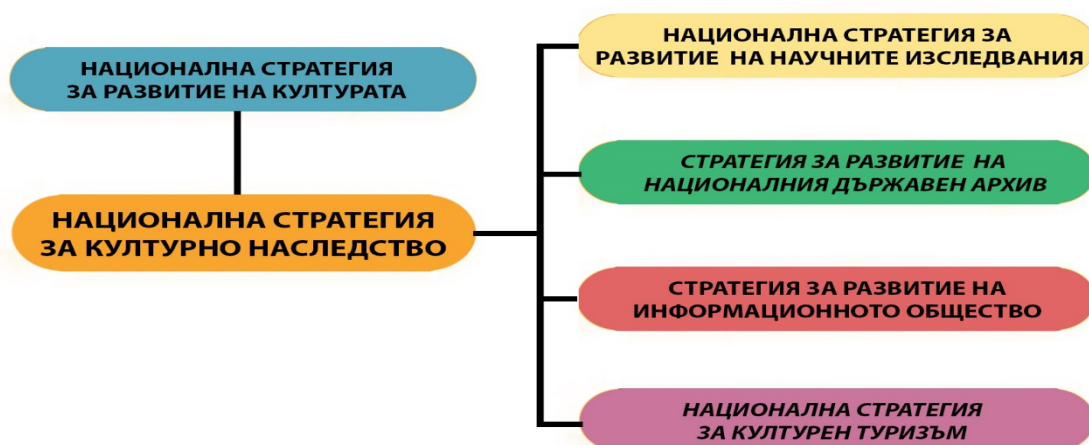 НАЦИОНАЛНА СТРАТЕГИЯ
ЗА РАЗВИТИЕ НА КУЛТУРАТА
НАЦИОНАЛНА СТРАТЕГИЯ
ЗА КУЛТУРНО НАСЛЕДСТВО
НАЦИОНАЛНА СТРАТЕГИЯ ЗА
РАЗВИТИЕ НА НАУЧНИТЕ ИЗСЛЕДВАНИЯ
СТРАТЕГИЯ ЗА РАЗВИТИЕ НА
НАЦИОНАЛНИЯ ДЪРЖАВЕН АРХИВ
СТРАТЕГИЯ ЗА РАЗВИТИЕ НА
ИНФОРМАЦИОННОТО ОБЩЕСТВО
НАЦИОНАЛНА СТРАТЕГИЯ
ЗА КУЛТУРЕН ТУРИЗЪМ